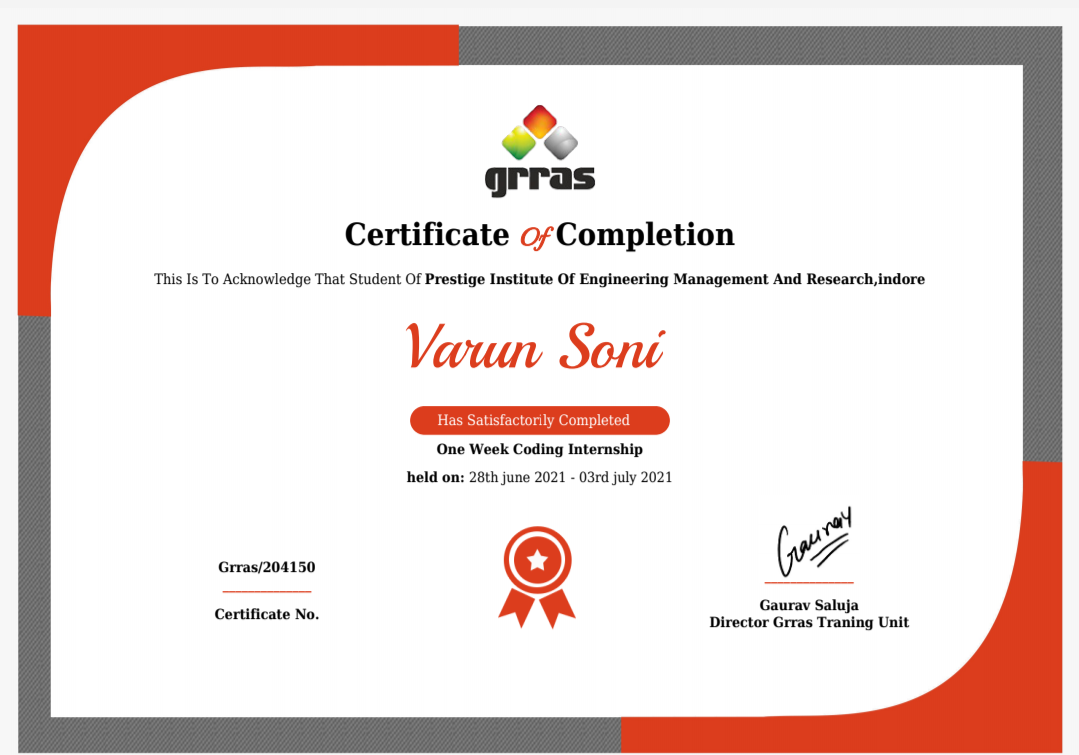 grras
Certificate Of Completion
This Is To Acknowledge That Student Of Prestige Institute Of Engineering Management And Research,indore
Varun Soni
Has Satisfactorily Completed
One Week Coding Internship
held on: 28th june 2021 - 03rd july 2021
Gaurav
Grras/204150
Certificate No.
Gaurav Saluja
Director Grras Traning Unit